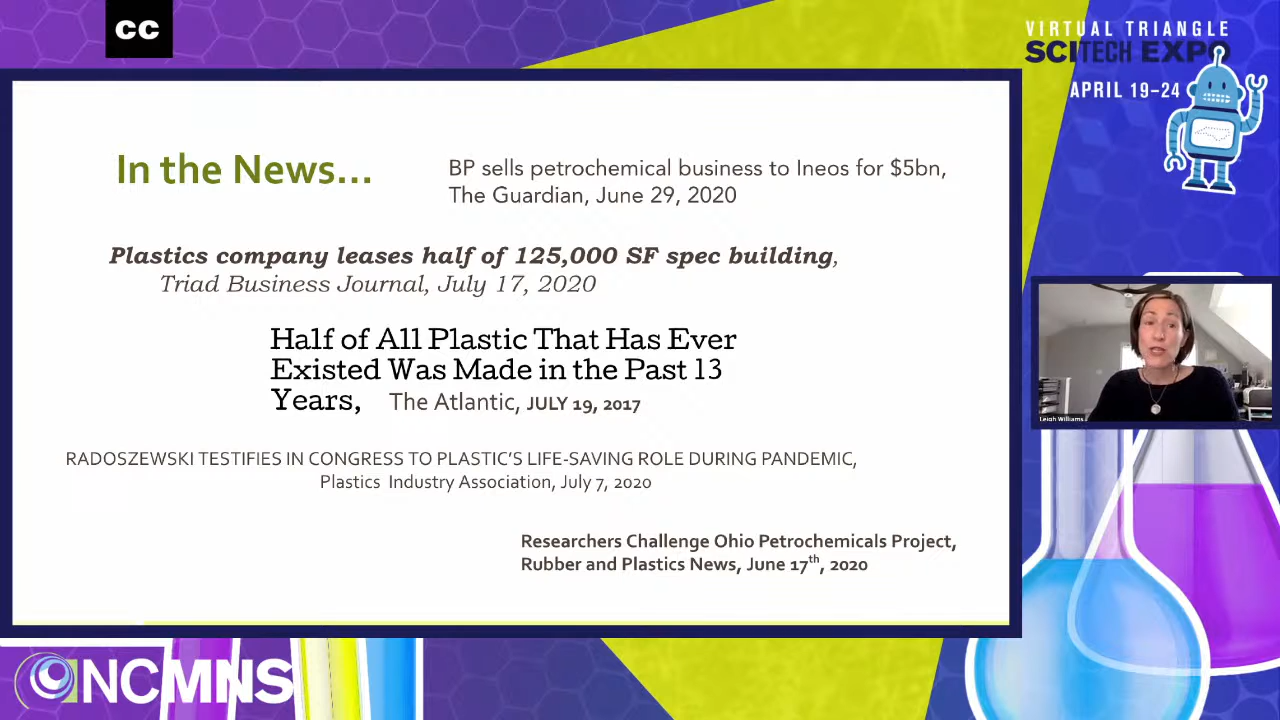 CC
VIRTUAL TRIANGLE
SCITECH EXPO
APRIL 19–24
In the News...
BP sells petrochemical business to Ineos for $5bn,
The Guardian, June 29, 2020
Plastics company leases half of 125,000 SF spec building,
Triad Business Journal, July 17, 2020
Half of All Plastic That Has Ever
Existed Was Made in the Past 13
Years, The Atlantic, JULY 19, 2017
RADOSZEWSKI TESTIFIES IN CONGRESS TO PLASTIC'S LIFE-SAVING ROLE DURING PANDEMIC,
Plastics Industry Association, July 7, 2020
Researchers Challenge Ohio Petrochemicals Project,
Rubber and Plastics News, June 17th, 2020
Leigh Williams
NCMNS